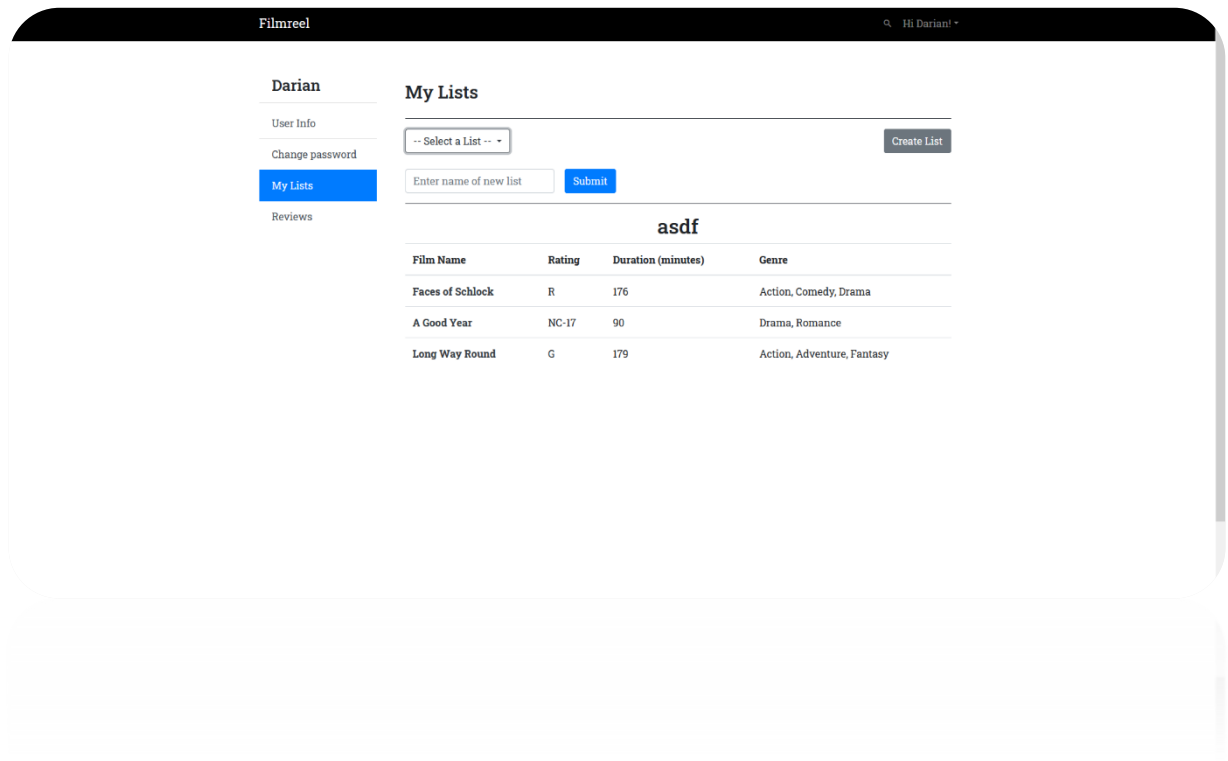 Filmreel Hi Darian!
Darian
User Info
Change password
My Lists
Reviews
My Lists
-- Select a List --
Create List
Enter name of new list Submit
asdf
Film Name Rating Duration (minutes) Genre
Faces of Schlock R 176 Action, Comedy, Drama
A Good Year NC-17 90 Drama, Romance
Long Way Round G 179 Action, Adventure, Fantasy